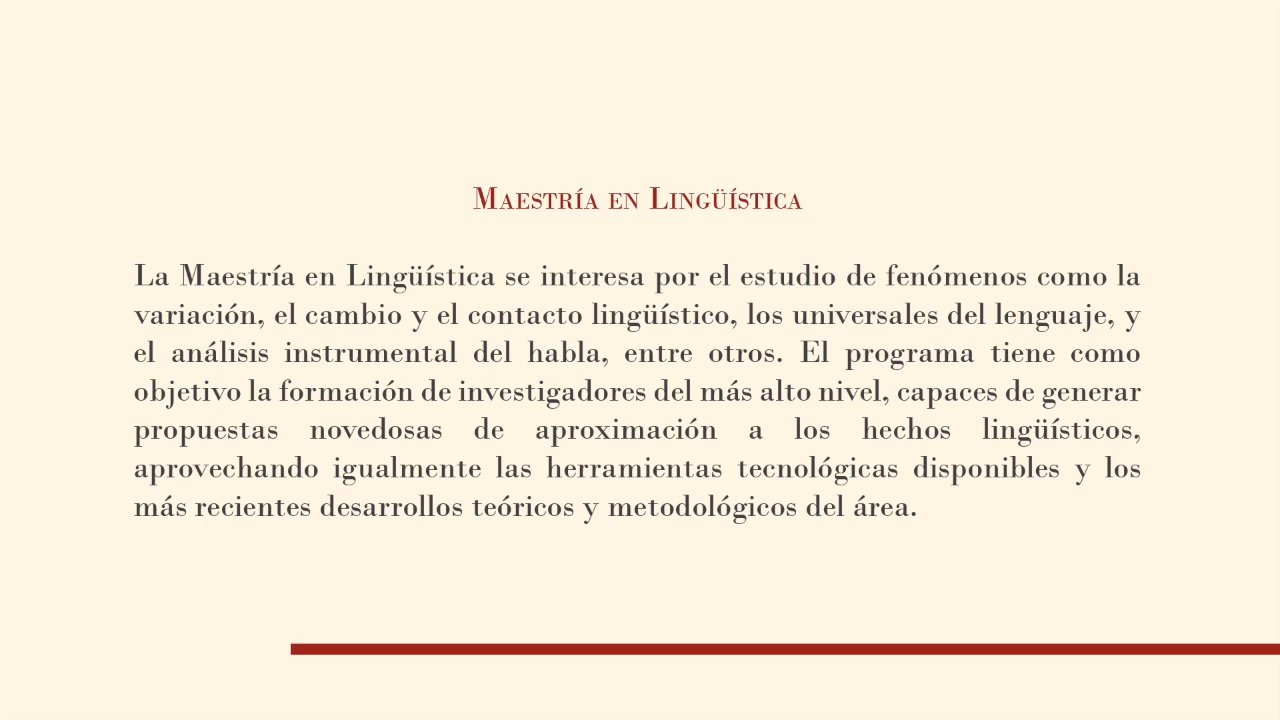 Maestría en Lingüística
La Maestría en Lingüística se interesa por el estudio de fenómenos como la
variación, el cambio y el contacto lingüístico, los universales del lenguaje, y
el análisis instrumental del habla, entre otros. El programa tiene como
objetivo la formación de investigadores del más alto nivel, capaces de generar
propuestas novedosas de aproximación a los hechos lingüísticos,
aprovechando igualmente las herramientas tecnológicas disponibles y los
más recientes desarrollos teóricos y metodológicos del área.